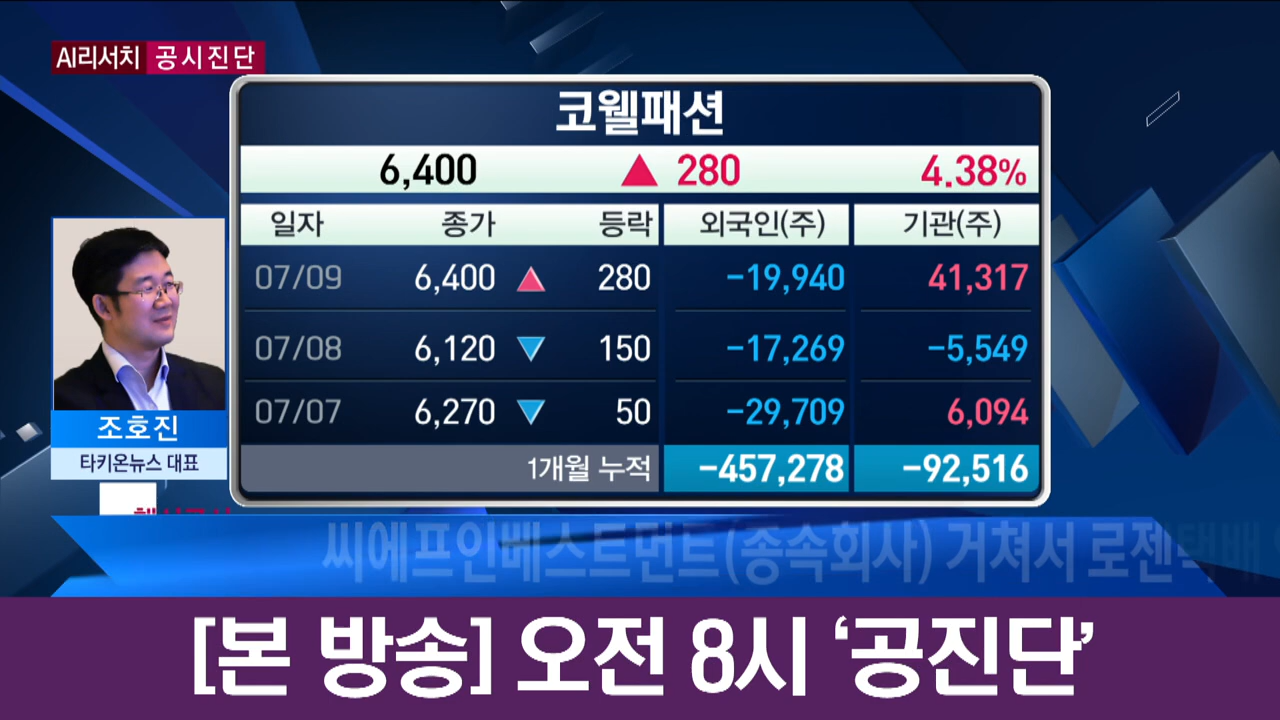 AI리서치 공시진단
코웰패션
6,400 ▲ 280 4.38%
일자 종가 등락 외국인(주) 기관(주)
07/09 6,400 ▲ 280 -19,940 41,317
07/08 6,120 ▼ 150 -17,269 -5,549
07/07 6,270 ▼ 50 -29,709 6,094
1개월 누적 -457,278 -92,516
조호진
타키온뉴스 대표
씨에프인베스트먼트(종속회사) 거쳐서 로젠택배
[본 방송] 오전 8시 ‘공진단’